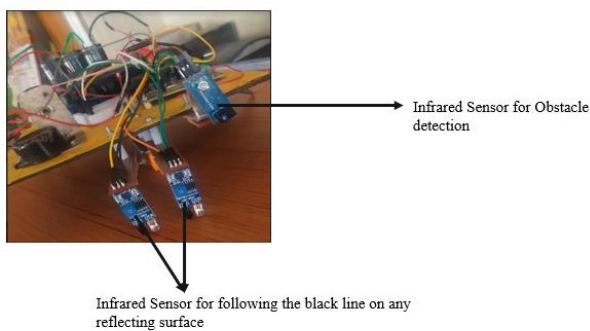 Infrared Sensor for Obstacle
detection
Infrared Sensor for following the black line on any
reflecting surface